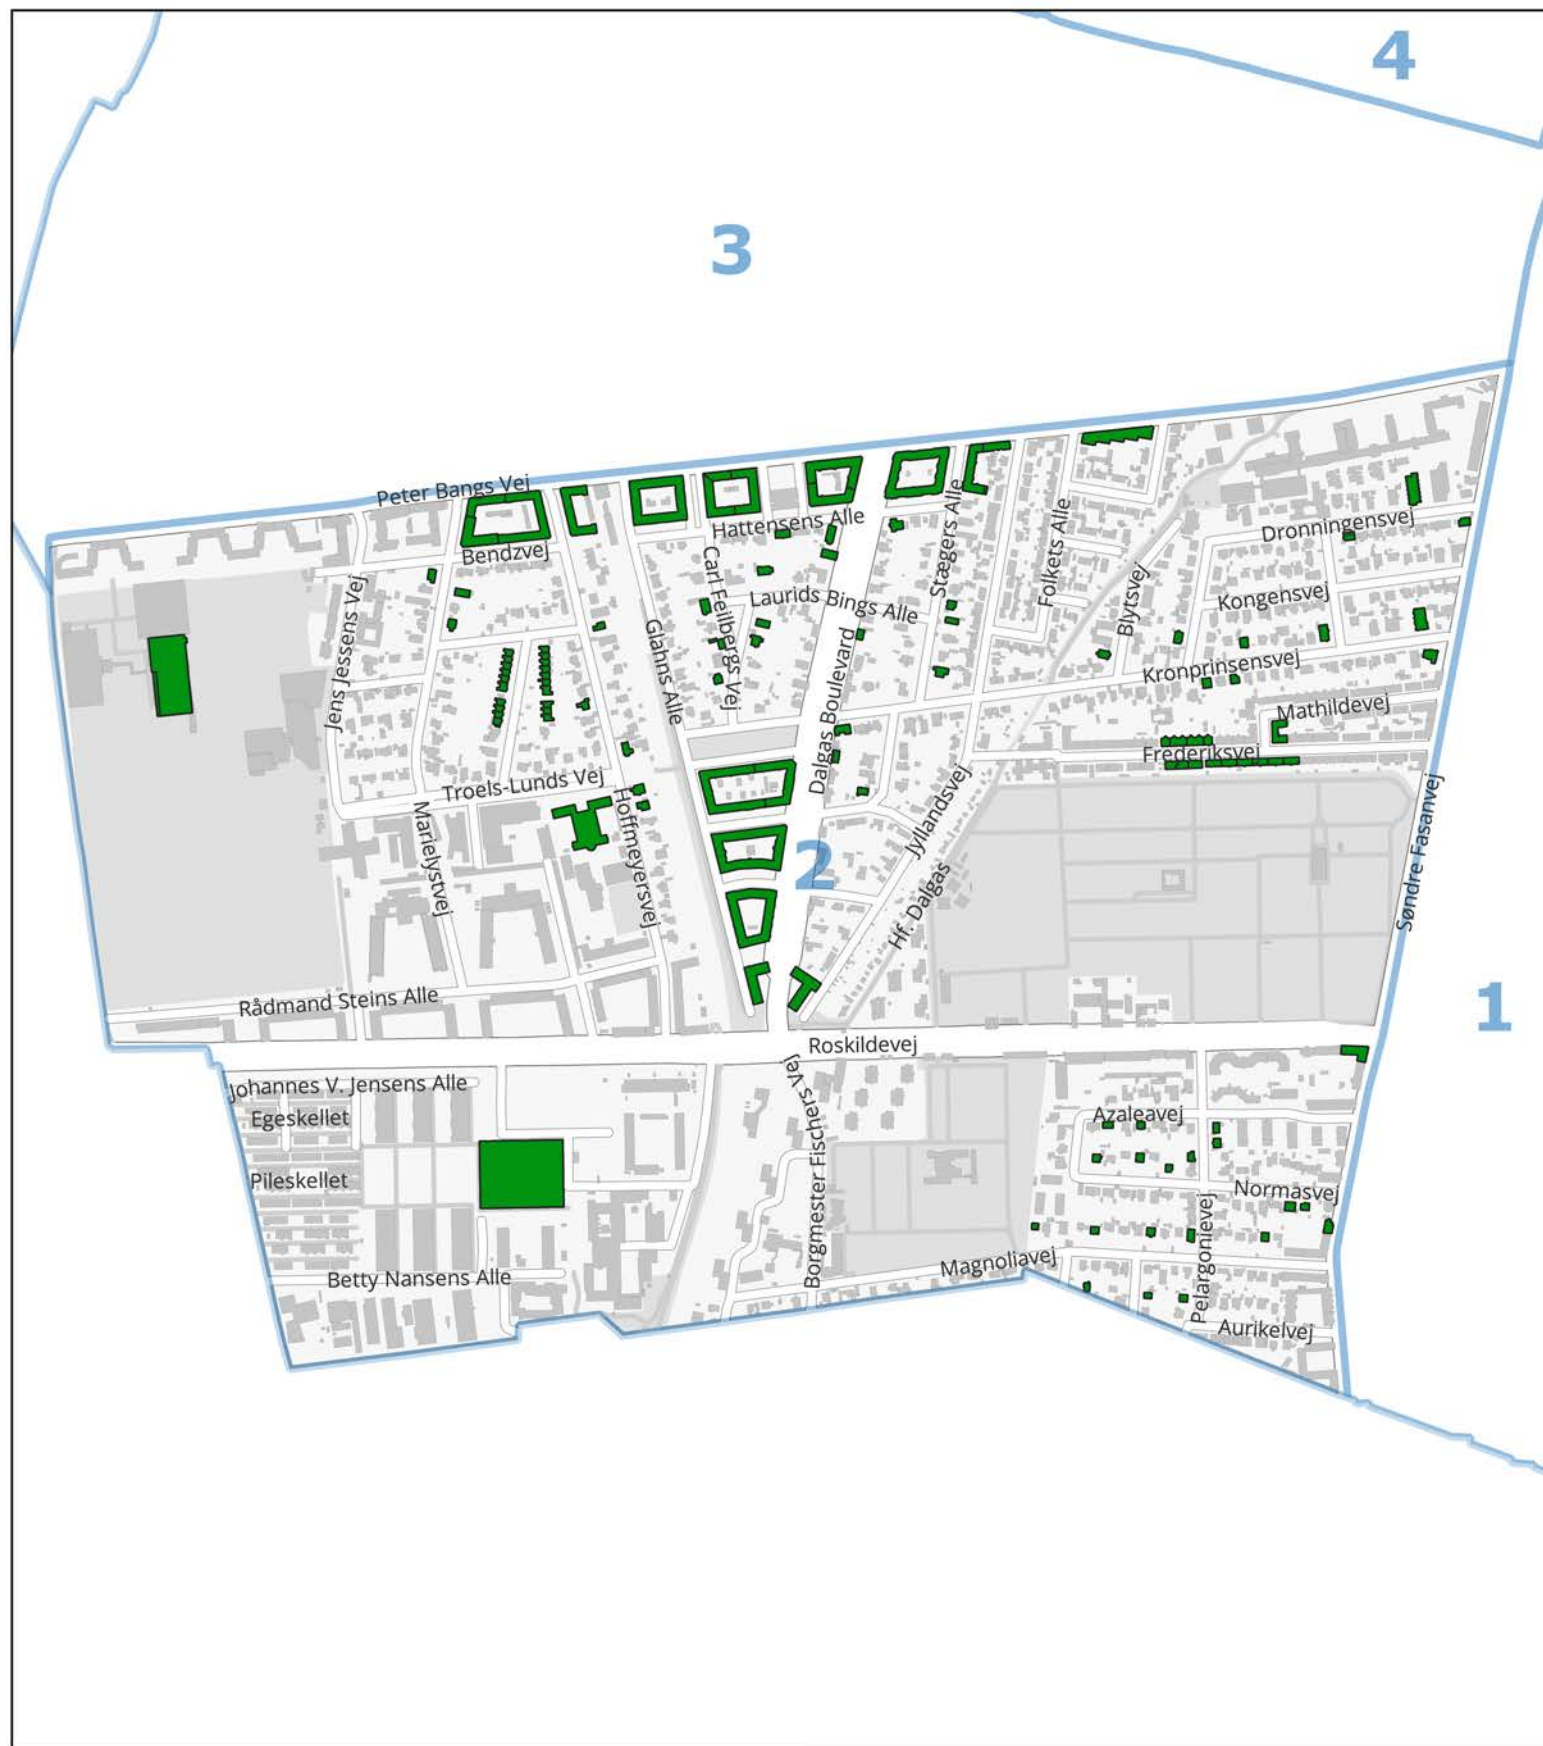 4
3
Peter Bangs Vej
Hattensens Alle
Dronningensvej
Bendzvej
Stægers Alle
Folkets Alle
Carl Feilbergs Vej
Laurids Bings Alle
Blytsvej
Kongensvej
Jens Jessens Vej
Glahns Alle
Kronprinsensvej
Dalgas Boulevard
Mathildevej
Frederiksvej
Troels-Lunds Vej
Hoffmeyersvej
Marielystvej
Jyllandsvej
2
Søndre Fasanvej
Hf. Dalgas
Rådmand Steins Alle
1
Roskildevej
Johannes V. Jensens Alle
Egeskellet
Borgmester Fischers Vej
Azaleavej
Pileskellet
Normasvej
Pelargonievej
Magnoliavej
Betty Nansens Alle
Aurikelvej